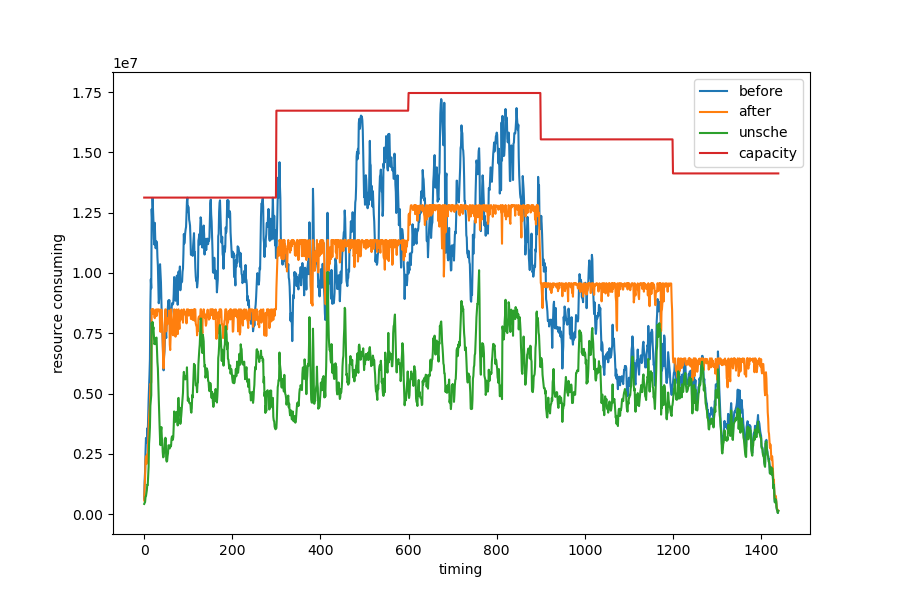 1e7
1.75
1.50
1.25
1.00
0.75
0.50
0.25
0.00
resource consuming
before
after
unsche
capacity
0 200 400 600 800 1000 1200 1400
timing